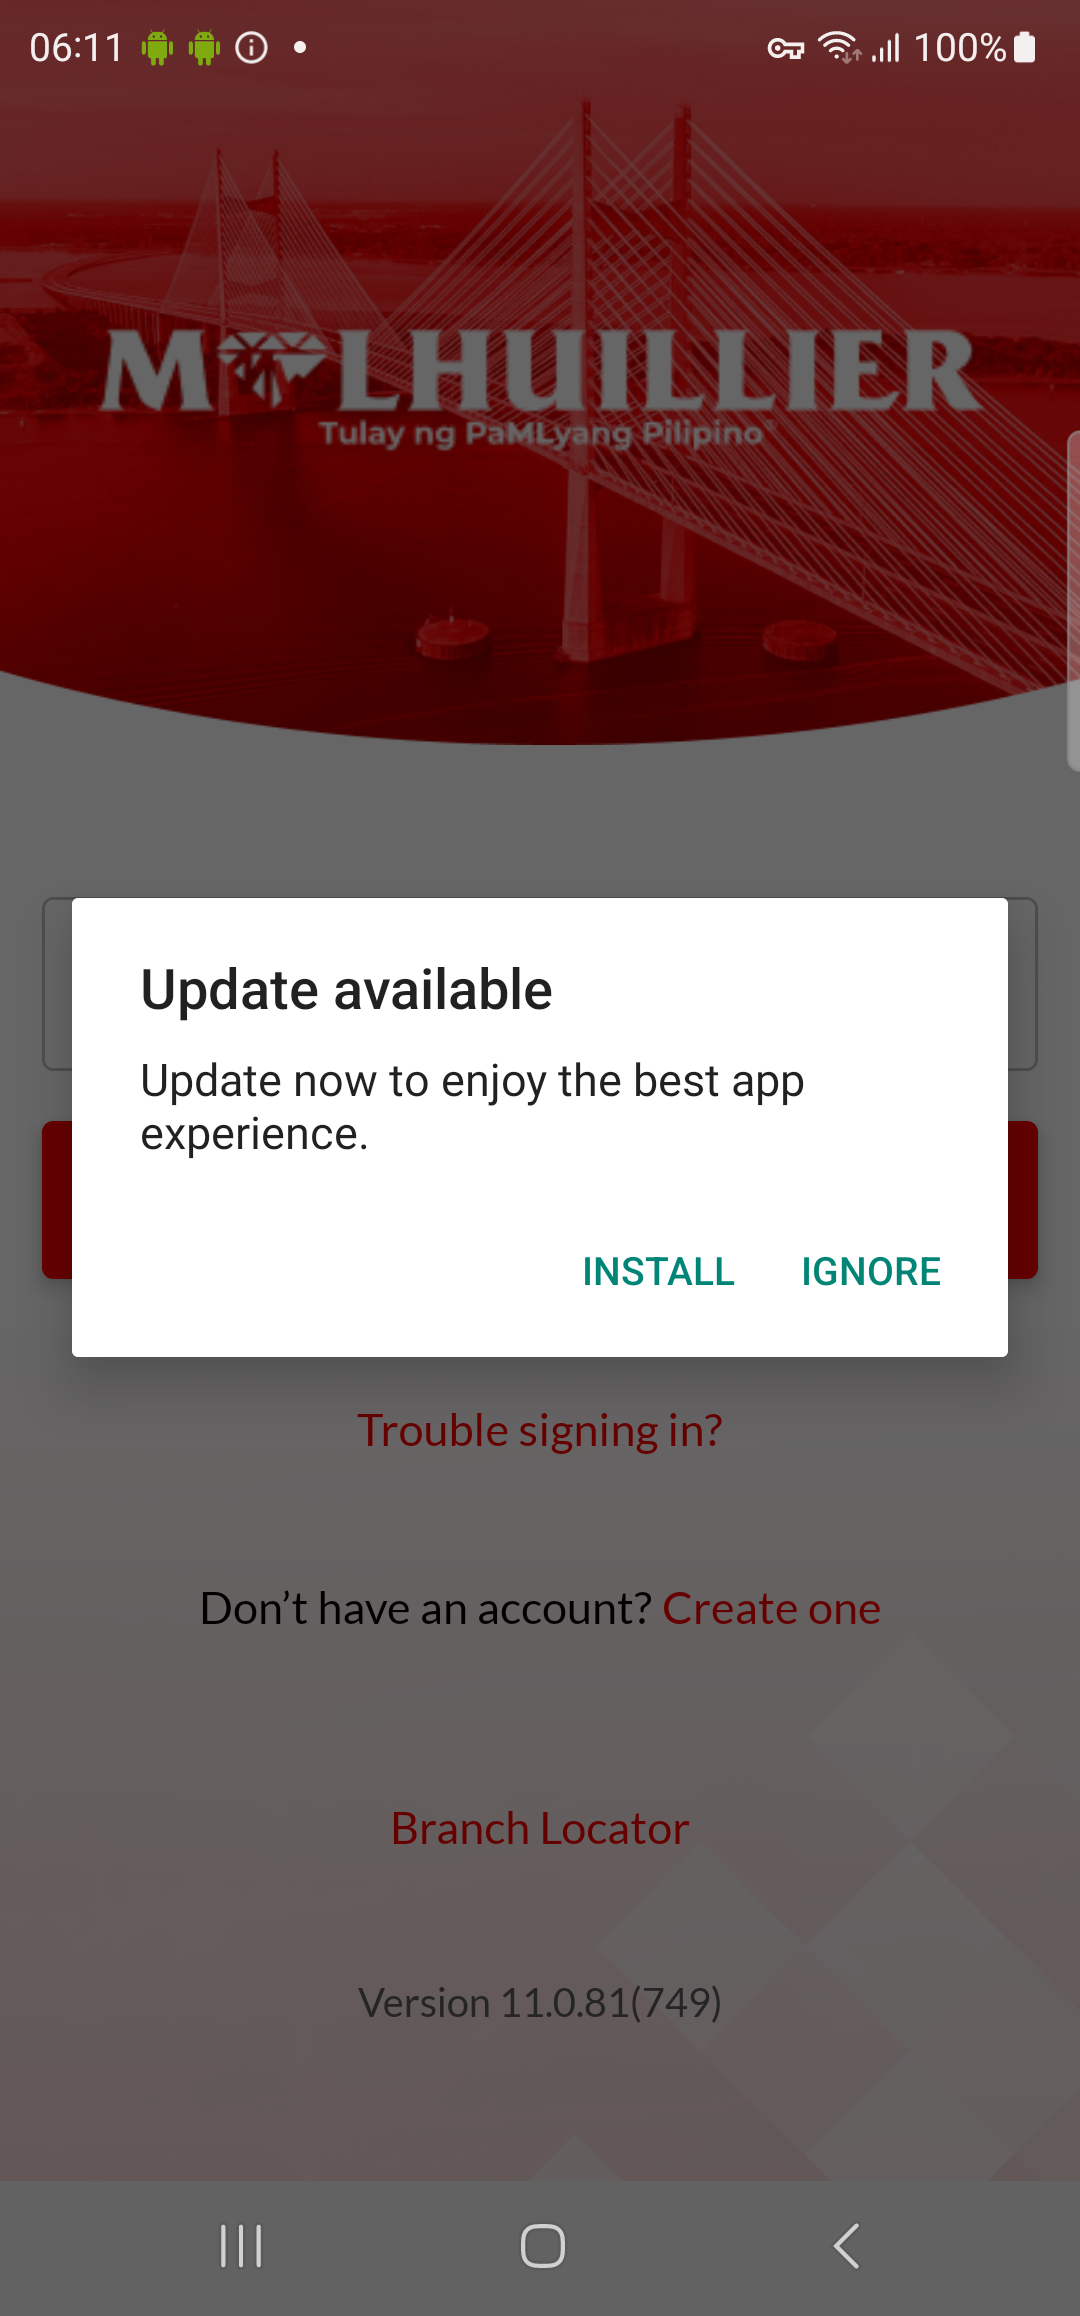 06:11
100%
M LHUILLIER
Tulay ng PaMLyang Pilipino
Update available
Update now to enjoy the best app
experience.
INSTALL IGNORE
Trouble signing in?
Don’t have an account? Create one
Branch Locator
Version 11.0.81(749)